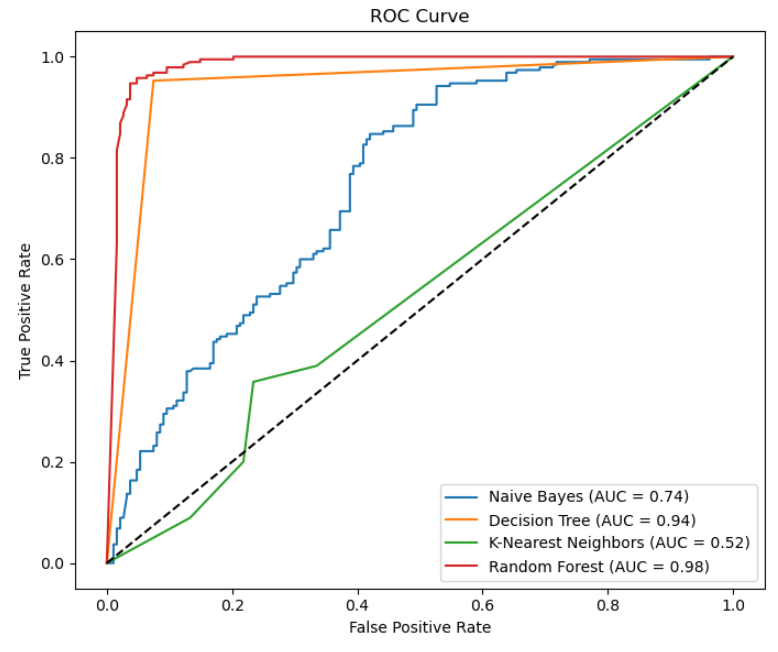 ROC Curve
True Positive Rate
1.0
0.8
0.6
0.4
0.2
0.0
Naive Bayes (AUC = 0.74)
Decision Tree (AUC = 0.94)
K-Nearest Neighbors (AUC = 0.52)
Random Forest (AUC = 0.98)
0.0 0.2 0.4 0.6 0.8 1.0
False Positive Rate